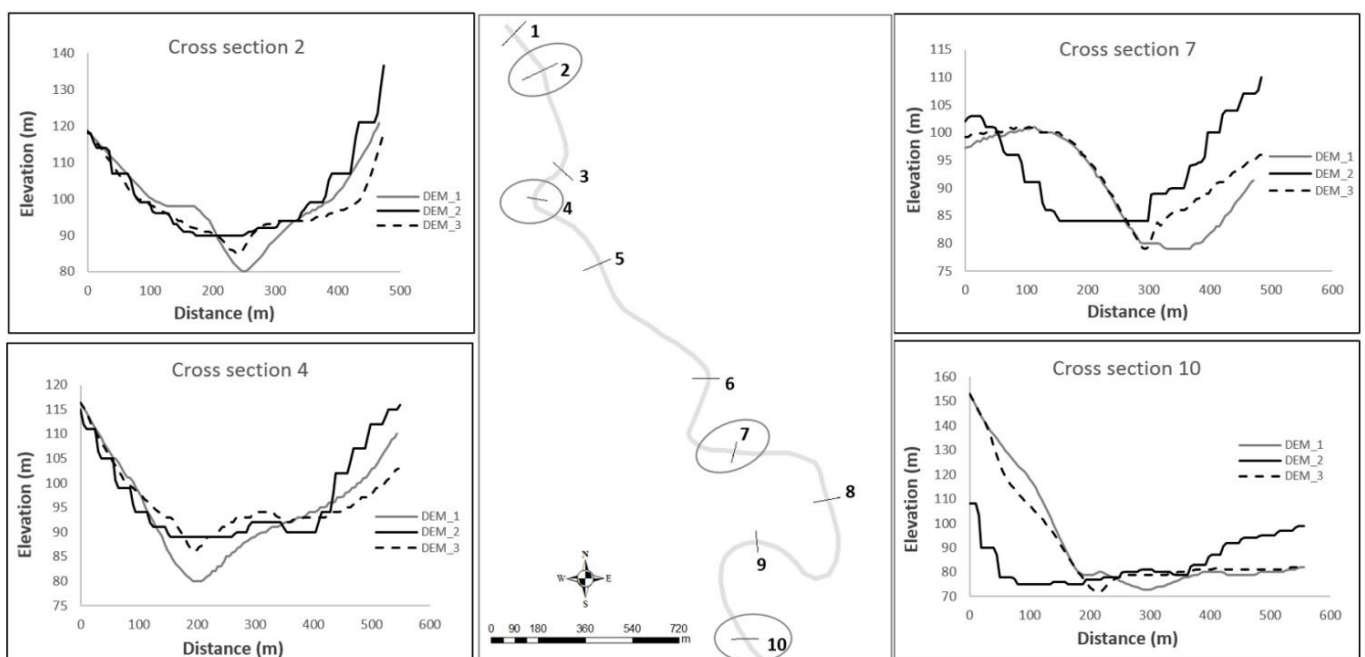 Cross section 2
140
130
120
110
100
90
80
0 100 200 300 400 500
Elevation (m)
Distance (m)
DEM_1
DEM_2
DEM_3
Cross section 4
120
115
110
105
100
95
90
85
80
75
0 100 200 300 400 500 600
Elevation (m)
Distance (m)
DEM_1
DEM_2
DEM_3
1
2
3
4
5
6
7
8
9
10
N
W E
S
0 90 180 360 540 720
m
Cross section 7
115
110
105
100
95
90
85
80
75
0 100 200 300 400 500 600
Elevation (m)
Distance (m)
DEM_1
DEM_2
DEM_3
Cross section 10
160
150
140
130
120
110
100
90
80
70
0 100 200 300 400 500 600
Elevation (m)
Distance (m)
DEM_1
DEM_2
DEM_3